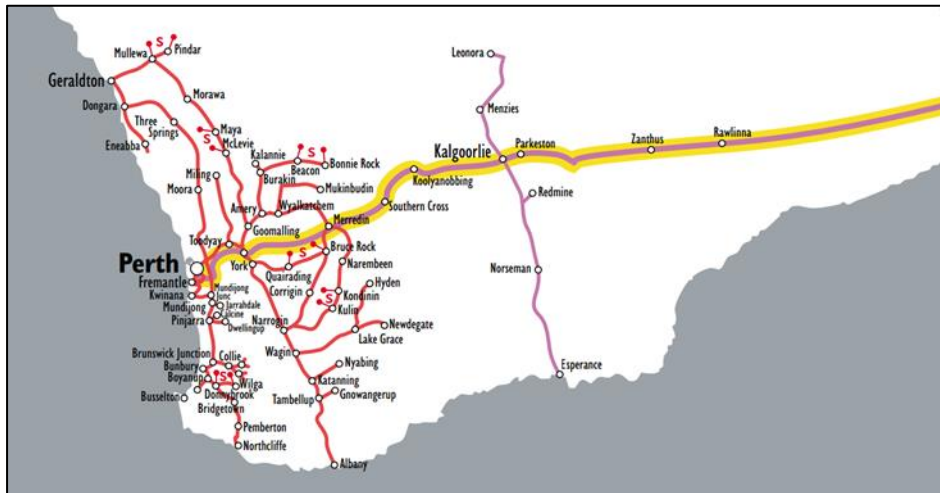 Leonora
Pindar
S
Mullewa
Geraldton
Morawa
Menzies
Dongara
Three
Springs
Maya
S
McLevie
Eneabba
Kalannie
S
Beacon
Bonnie Rock
Burakin
Miling
Moora
Mukinbudin
Amery
Wyalkatchem
Goomalling
Merredin
Southern Cross
Koolyanobbing
Kalgoorlie
Parkeston
Zanthus
Rawlinna
Redmine
Toodyay
Bruce Rock
S
Perth
York
Quairading
Narembeen
Hyden
Norseman
Fremantle
Kwinana
Mundijong
Junc
Corrigin
S
Kondinin
Kulin
Mundijong
Jarrahdale
Calcine
Pinjarra
Dwellingup
Narrogin
Newdegate
Lake Grace
Wagin
Brunswick Junction
Collie
Bunbury
Boyanup
S
S
Wilga
Nyabing
Katanning
Gnowangerup
Esperance
Busselton
Donnybrook
Bridgetown
Tambellup
Pemberton
Northcliffe
Albany